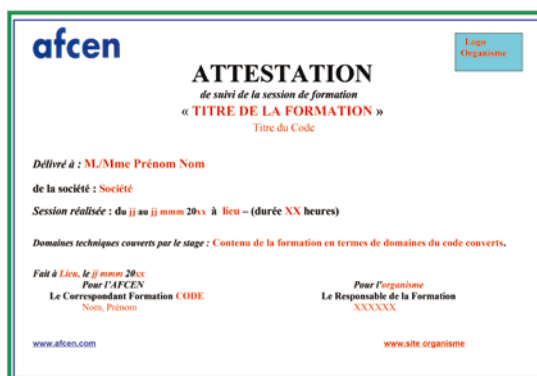 afcen
Logo
Organisme
ATTESTATION
de suivi de la session de formation
« TITRE DE LA FORMATION »
Titre du Code
Délivré à : M./Mme Prénom Nom
de la société : Société
Session réalisée : du jj au jj mmm 20xx à lieu – (durée XX heures)
Domaines techniques couverts par le stage : Contenu de la formation en termes de domaines du code couverts.
Fait à Lieu, le jj mmm 20xx
Pour l'AFCEN
Le Correspondant Formation CODE
Nom, Prénom
Pour l'organisme
Le Responsable de la Formation
XXXXXX
www.afcen.com
www.site organisme